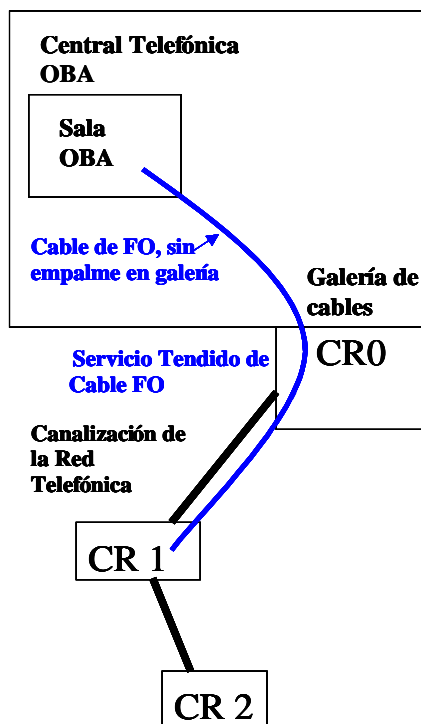 Central Telefónica
OBA
Sala
OBA
Cable de FO, sin
empalme en galería
Galería de
cables
CR0
Servicio Tendido de
Cable FO
Canalización de
la Red
Telefónica
CR 1
CR 2